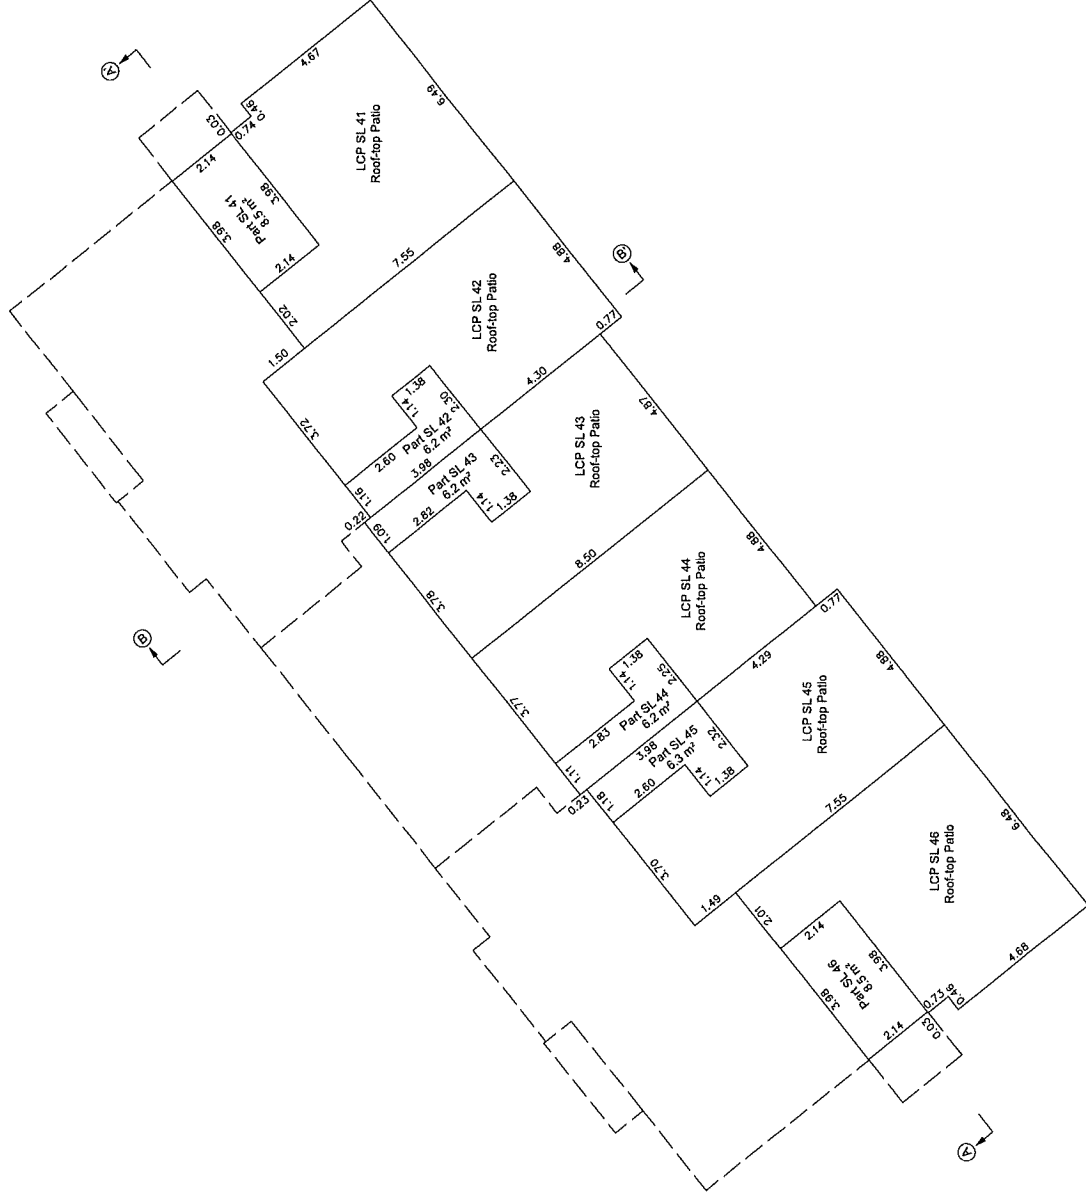 A'
4.67
0.03
0.46
0.74
2.14
6.49
LCP SL 41
Roof-top Patio
3.98
Part SL 41
8.5 m²
3.98
2.14
7.55
2.02
4.88
B'
LCP SL 42
Roof-top Patio
1.50
0.77
1.38
1.14
4.30
2.30
3.72
Part SL 42
6.2 m²
2.60
3.98
4.87
LCP SL 43
Roof-top Patio
Part SL 43
6.2 m²
2.23
1.16
1.14
1.38
0.22
2.82
1.09
8.50
4.88
3.78
LCP SL 44
Roof-top Patio
B
0.77
1.38
1.14
2.25
4.29
3.77
4.88
Part SL 44
6.2 m²
2.83
LCP SL 45
Roof-top Patio
3.98
Part SL 45
6.3 m²
2.32
1.11
1.14
1.38
0.23
2.60
1.18
7.55
6.48
3.70
LCP SL 46
Roof-top Patio
1.49
2.01
2.14
4.68
3.98
Part SL 46
8.5 m²
3.98
0.73
0.46
2.14
0.03
A